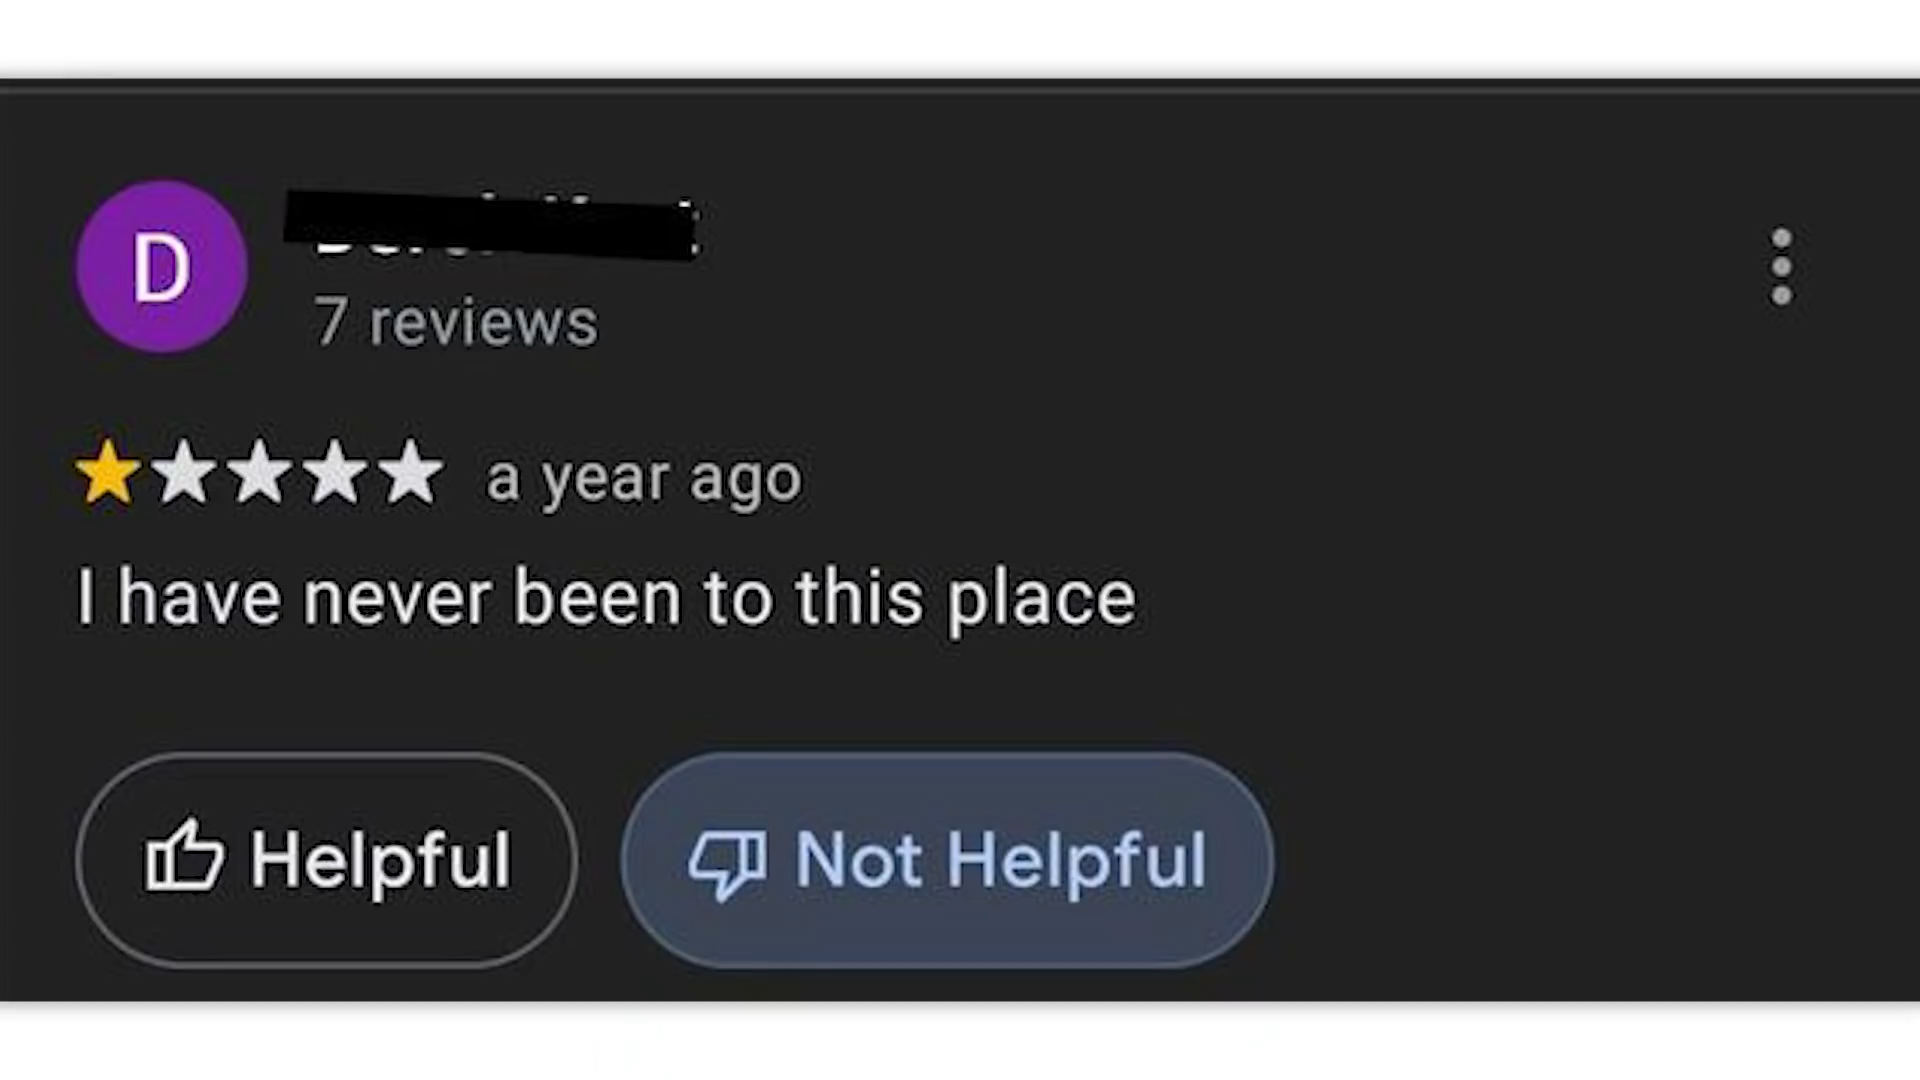 D
7 reviews
a year ago
I have never been to this place
Helpful
Not Helpful